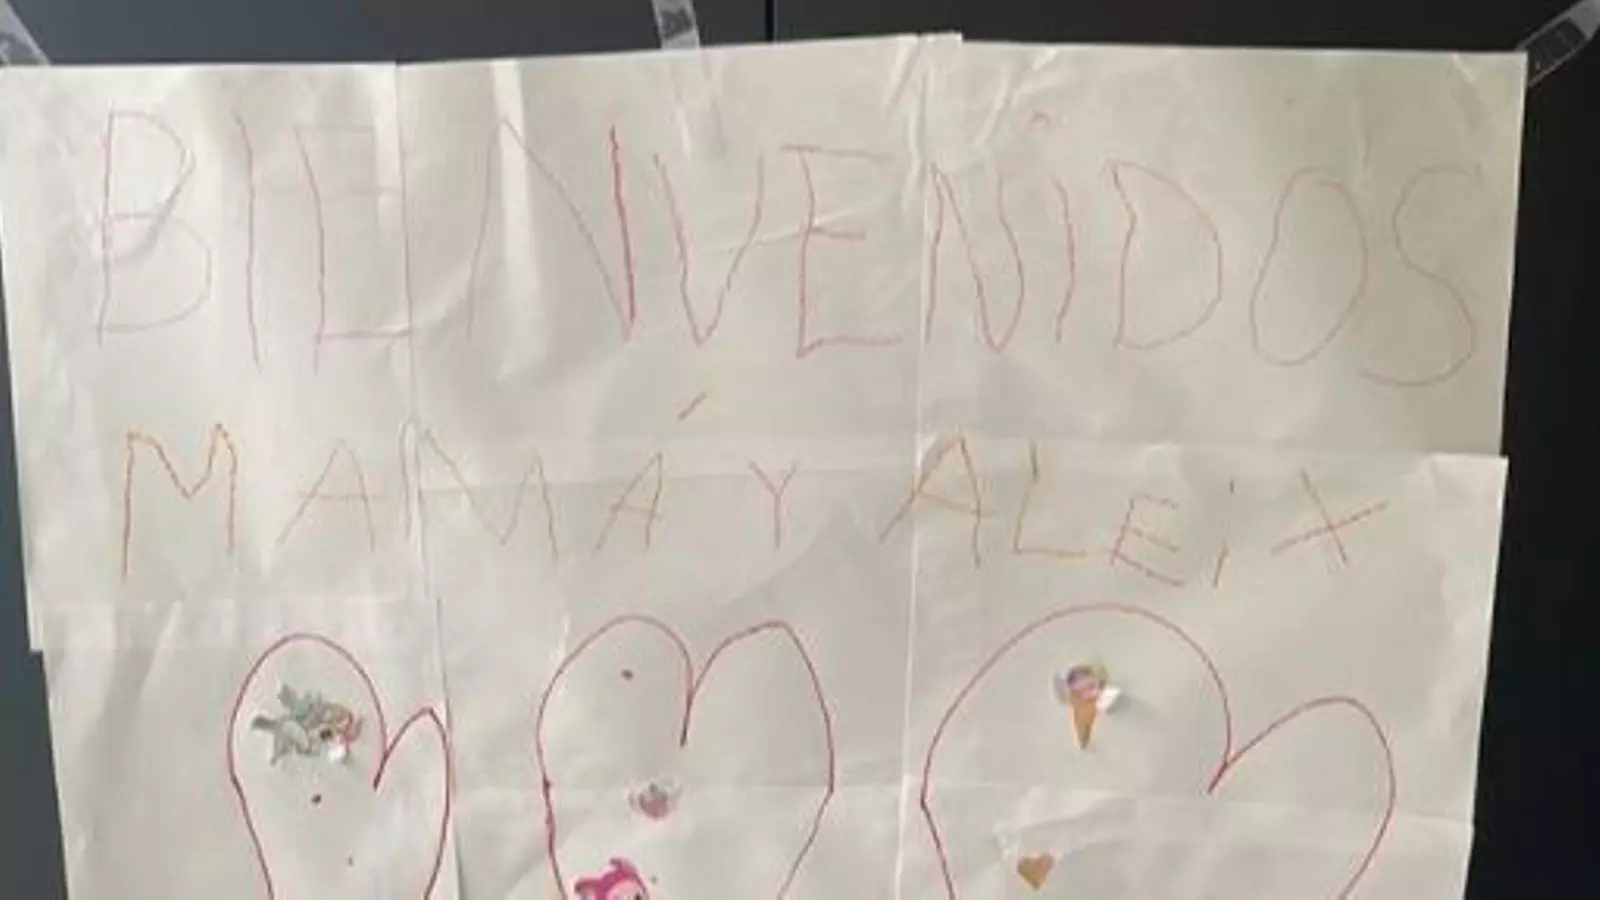 BIENVENIDOS
MAMÁ Y ALEiX